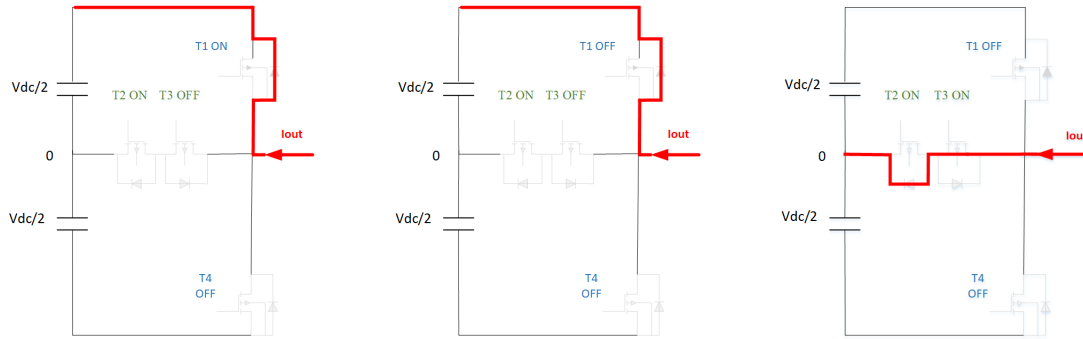 T1 ON
Vdc/2
T2 ON T3 OFF
Iout
0
Vdc/2
T4
OFF
T1 OFF
Vdc/2
T2 ON T3 OFF
Iout
0
Vdc/2
T4
OFF
T1 OFF
Vdc/2
T2 ON T3 ON
Iou
0
Vdc/2
T4
OFF